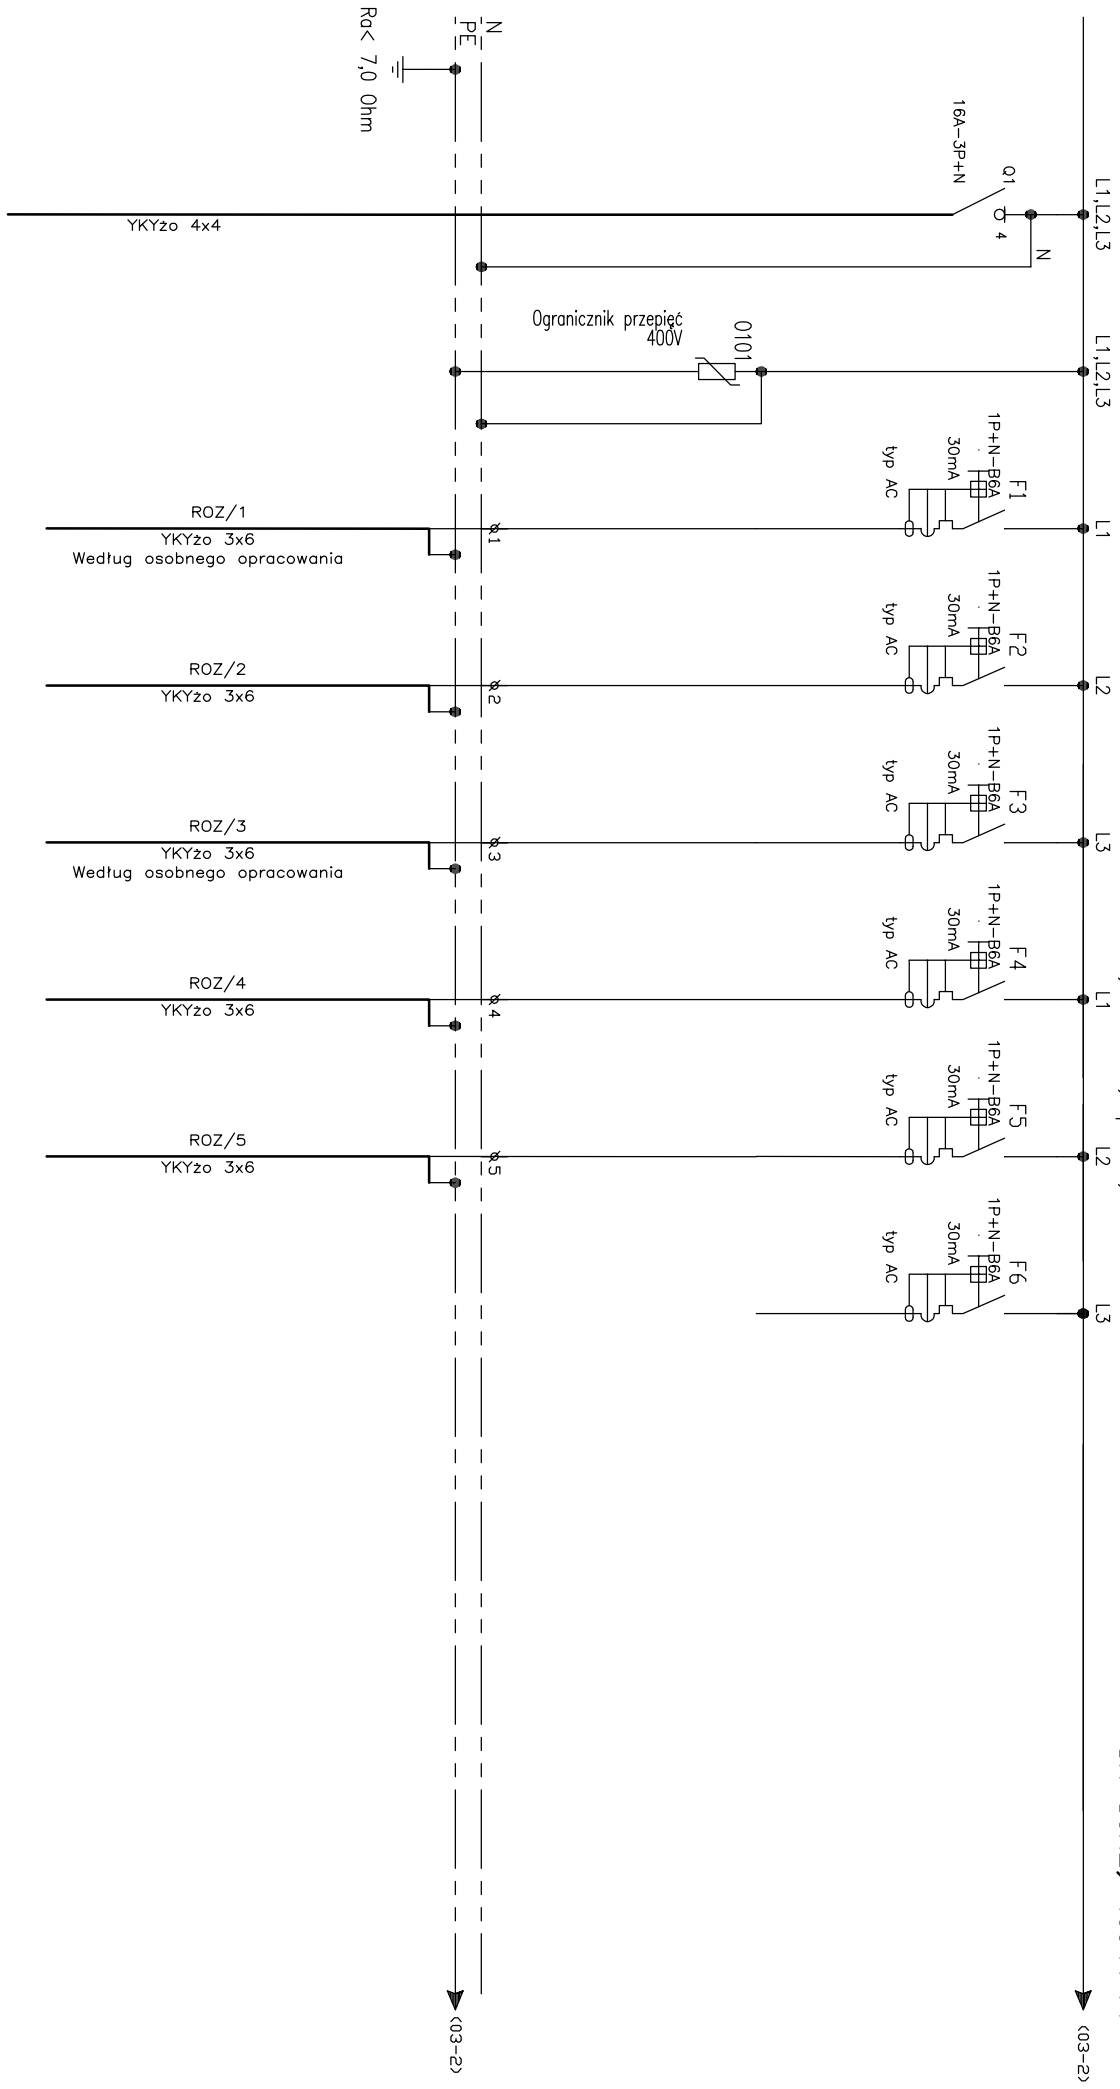 L1,L2,L3
Q1
16A-3P+N
4
N
N
PE
Ra< 7,0 Ohm
YKYżo 4x4
L1,L2,L3
0101
Ogranicznik przepięć
400V
L1
F1
1P+N-B6A
30mA
typ AC
1
ROZ/1
YKYżo 3x6
Według osobnego opracowania
L2
F2
1P+N-B6A
30mA
typ AC
2
ROZ/2
YKYżo 3x6
L3
F3
1P+N-B6A
30mA
typ AC
3
ROZ/3
YKYżo 3x6
Według osobnego opracowania
L1
F4
1P+N-B6A
30mA
typ AC
4
ROZ/4
YKYżo 3x6
L2
F5
1P+N-B6A
30mA
typ AC
5
ROZ/5
YKYżo 3x6
L3
F6
1P+N-B6A
30mA
typ AC
(03-2)
(03-2)